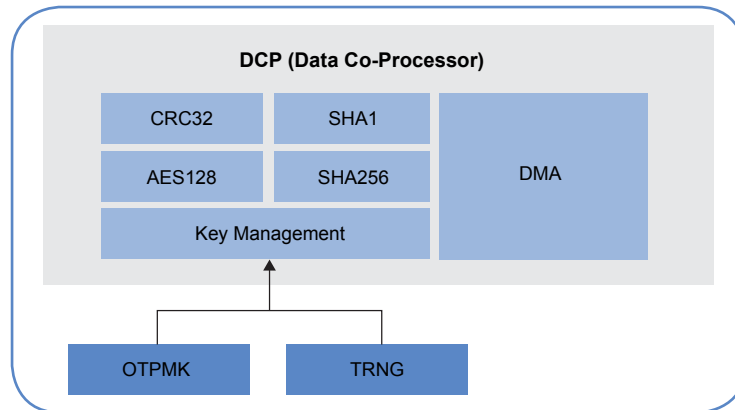 DCP (Data Co-Processor)
CRC32
SHA1
AES128
SHA256
DMA
Key Management
OTPMK
TRNG